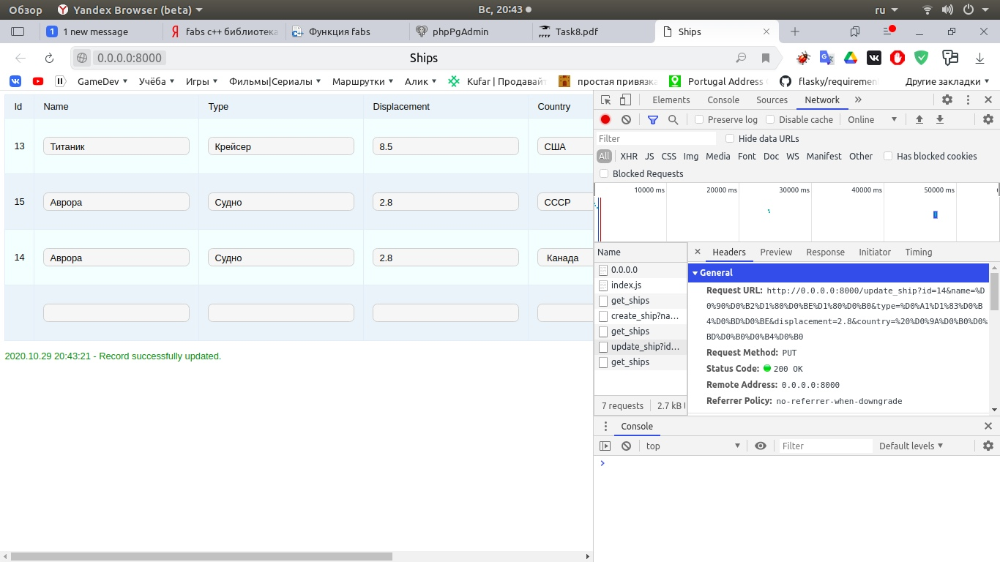 Обзор Yandex Browser (beta) Вс, 20:43 ru
1 1 new message fabs c++ библиотека Функция fabs phpPgAdmin Task8.pdf Ships
0.0.0.0:8000 Ships
GameDev Учёба Игры Фильмы|Сериалы Маршрутки Алик Kufar | Продавайт простая привязка Portugal Address flasky/requiremen Другие закладки
Id Name Type Displacement Country
13 Титаник Крейсер 8.5 США
15 Аврора Судно 2.8 СССР
14 Аврора Судно 2.8 Канада
2020.10.29 20:43:21 - Record successfully updated.
Elements Console Sources Network
Preserve log Disable cache Online
Filter Hide data URLs
All XHR JS CSS Img Media Font Doc WS Manifest Other Has blocked cookies
Blocked Requests
10000 ms 20000 ms 30000 ms 40000 ms 50000 ms
Name
0.0.0.0
index.js
get_ships
create_ship?na...
get_ships
update_ship?id...
get_ships
7 requests 2.7 kB
Headers Preview Response Initiator Timing
General
Request URL: http://0.0.0.0:8000/update_ship?id=14&name=%D
0%90%D0%B2%D1%80%D0%BE%D1%80%D0%B0&type=%D0%A1%D1%83%D0%B
4%D0%BD%D0%BE&displacement=2.8&country=%20%D0%9A%D0%B0%D0%
BD%D0%B0%D0%B4%D0%B0
Request Method: PUT
Status Code: 200 OK
Remote Address: 0.0.0.0:8000
Referrer Policy: no-referrer-when-downgrade
Console
top Filter Default levels